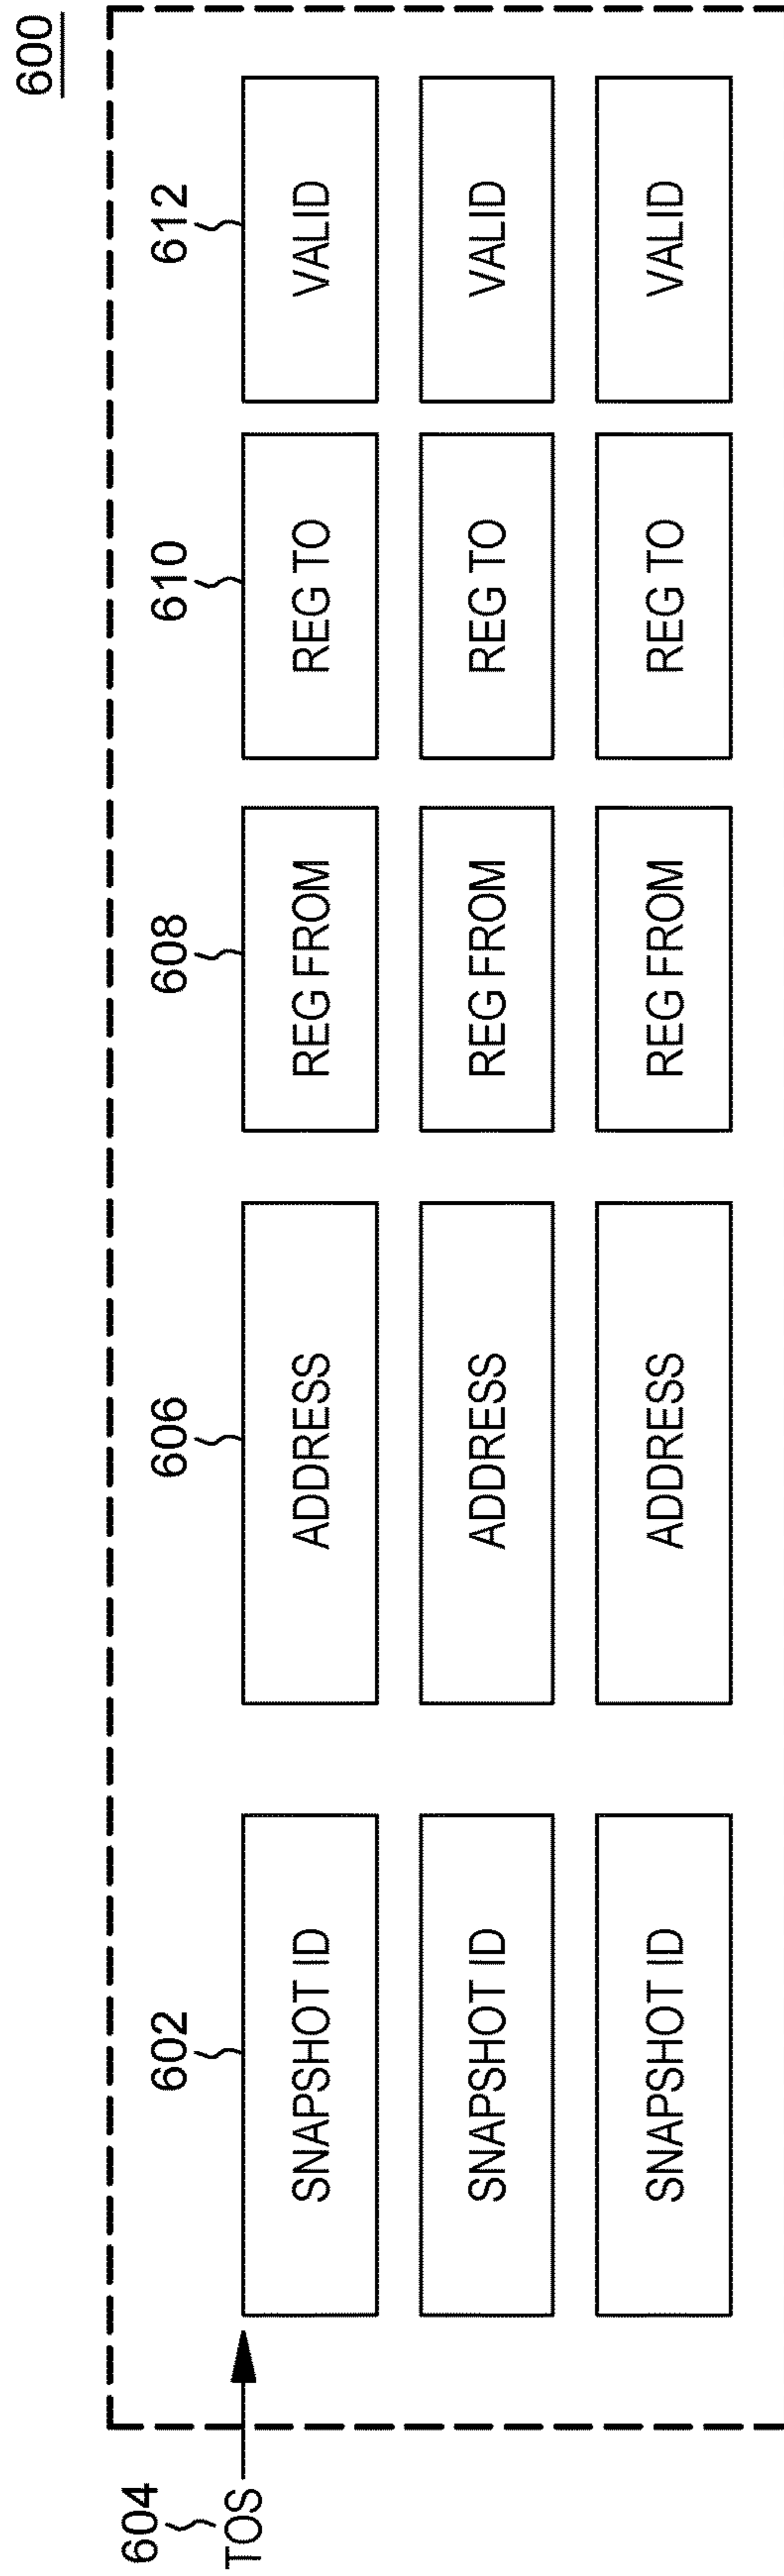 600
602 606 608 610 612
604
TOS
SNAPSHOT ID ADDRESS REG FROM REG TO VALID
SNAPSHOT ID ADDRESS REG FROM REG TO VALID
SNAPSHOT ID ADDRESS REG FROM REG TO VALID